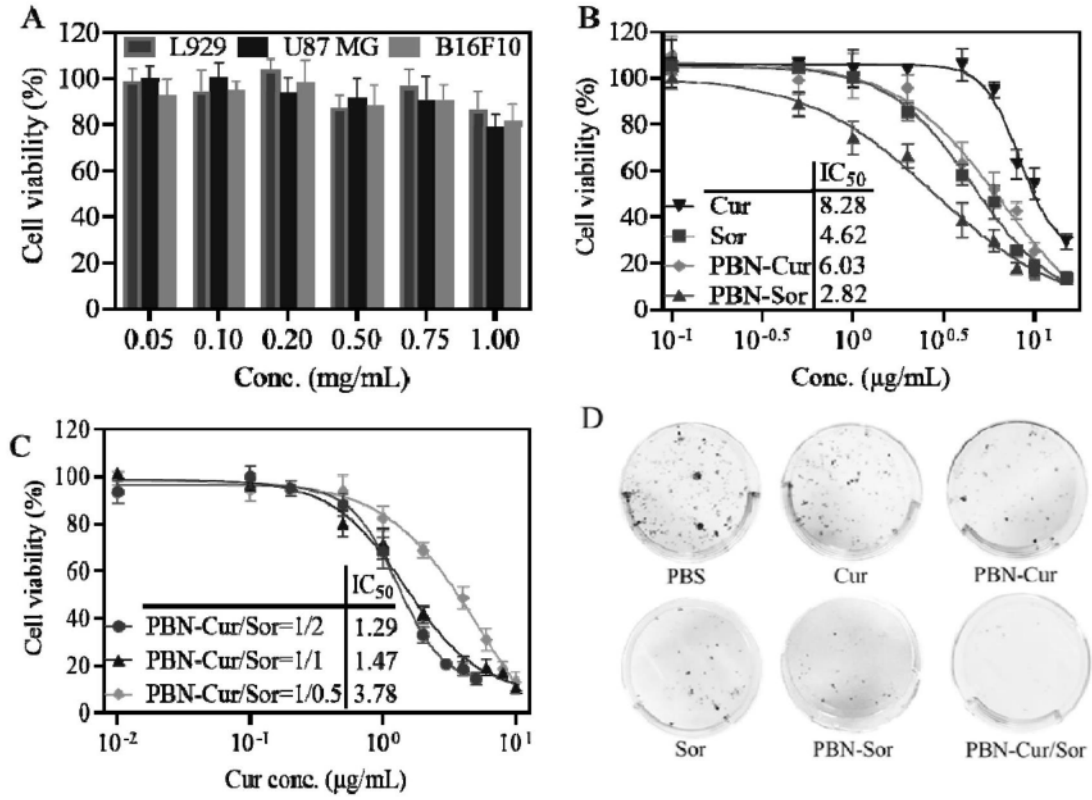 A
120
100
80
60
40
20
0
Cell viability (%)
L929 U87 MG B16F10
0.05 0.10 0.20 0.50 0.75 1.00
Conc. (mg/mL)
B
120
100
80
60
40
20
0
Cell viability (%)
IC50
Cur 8.28
Sor 4.62
PBN-Cur 6.03
PBN-Sor 2.82
10-1 10-0.5 100 100.5 101
Conc. (μg/mL)
C
120
100
80
60
40
20
0
Cell viability (%)
IC50
PBN-Cur/Sor=1/2 1.29
PBN-Cur/Sor=1/1 1.47
PBN-Cur/Sor=1/0.5 3.78
10-2 10-1 100 101
Cur conc. (μg/mL)
D
PBS Cur PBN-Cur
Sor PBN-Sor PBN-Cur/Sor